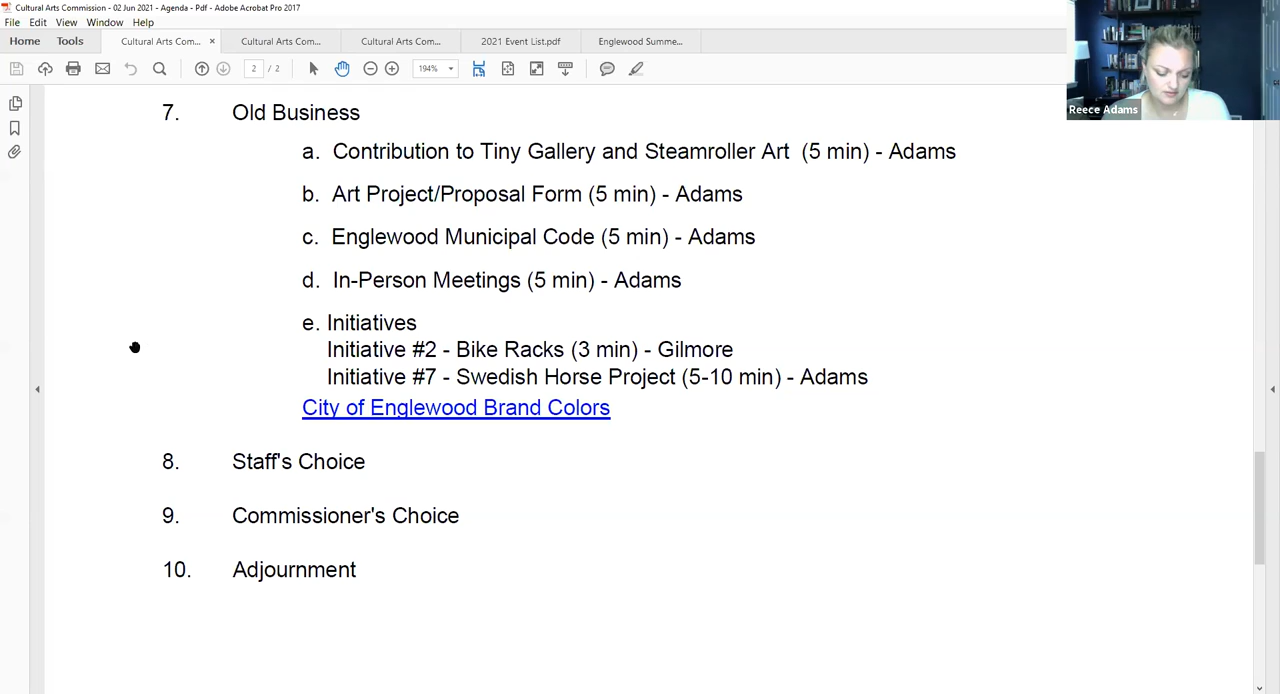 Cultural Arts Commission - 02 Jun 2021 - Agenda - Pdf - Adobe Acrobat Pro 2017
File Edit View Window Help
Home Tools Cultural Arts Com... × Cultural Arts Com... Cultural Arts Com... 2021 Event List.pdf Englewood Summe...
2 / 2 194%
Reece Adams
7. Old Business
a. Contribution to Tiny Gallery and Steamroller Art (5 min) - Adams
b. Art Project/Proposal Form (5 min) - Adams
c. Englewood Municipal Code (5 min) - Adams
d. In-Person Meetings (5 min) - Adams
e. Initiatives
Initiative #2 - Bike Racks (3 min) - Gilmore
Initiative #7 - Swedish Horse Project (5-10 min) - Adams
City of Englewood Brand Colors
8. Staff's Choice
9. Commissioner's Choice
10. Adjournment